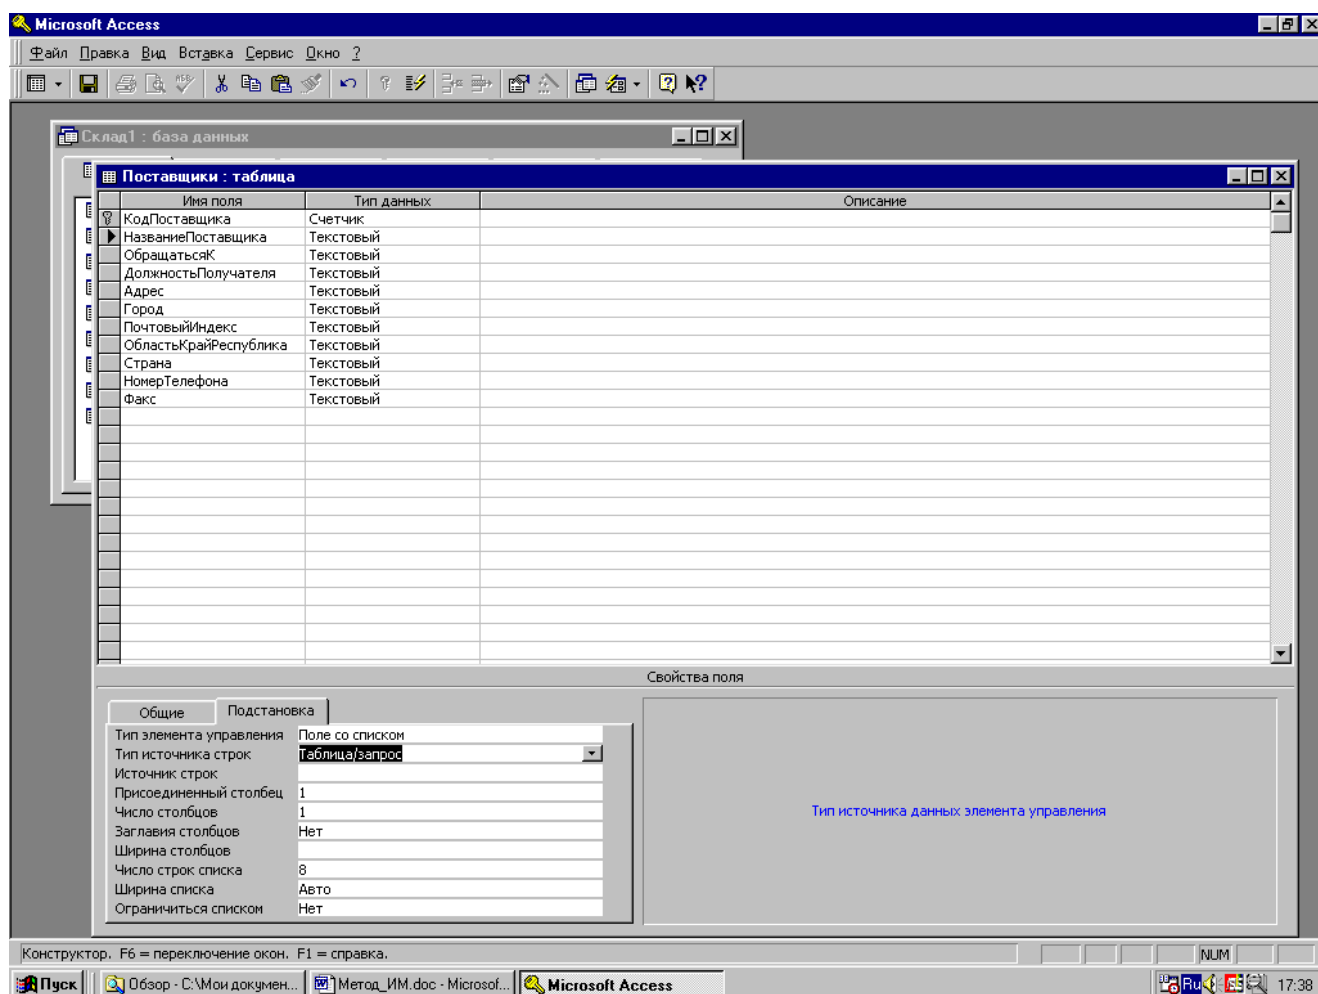 Microsoft Access
Файл Правка Вид Вставка Сервис Окно ?
Склад1 : база данных
Поставщики : таблица
Имя поля Тип данных Описание
КодПоставщика Счетчик
НазваниеПоставщика Текстовый
ОбращатьсяК Текстовый
ДолжностьПолучателя Текстовый
Адрес Текстовый
Город Текстовый
ПочтовыйИндекс Текстовый
ОбластьКрайРеспублика Текстовый
Страна Текстовый
НомерТелефона Текстовый
Факс Текстовый
Свойства поля
Общие Подстановка
Тип элемента управления Поле со списком
Тип источника строк Таблица/запрос
Источник строк
Присоединенный столбец 1
Число столбцов 1
Заглавия столбцов Нет
Ширина столбцов
Число строк списка 8
Ширина списка Авто
Ограничиться списком Нет
Тип источника данных элемента управления
Конструктор. F6 = переключение окон. F1 = справка. NUM
Пуск Обзор - C:\Мои докумен... Метод_ИМ.doc - Microsof... Microsoft Access Ru 17:38